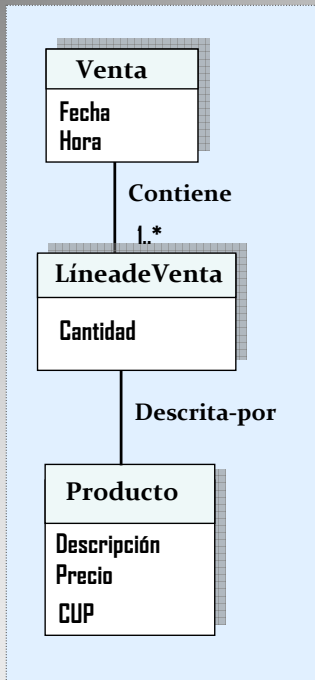 Venta
Fecha
Hora
Contiene
1..*
LíneadeVenta
Cantidad
Descrita-por
Producto
Descripción
Precio
CUP